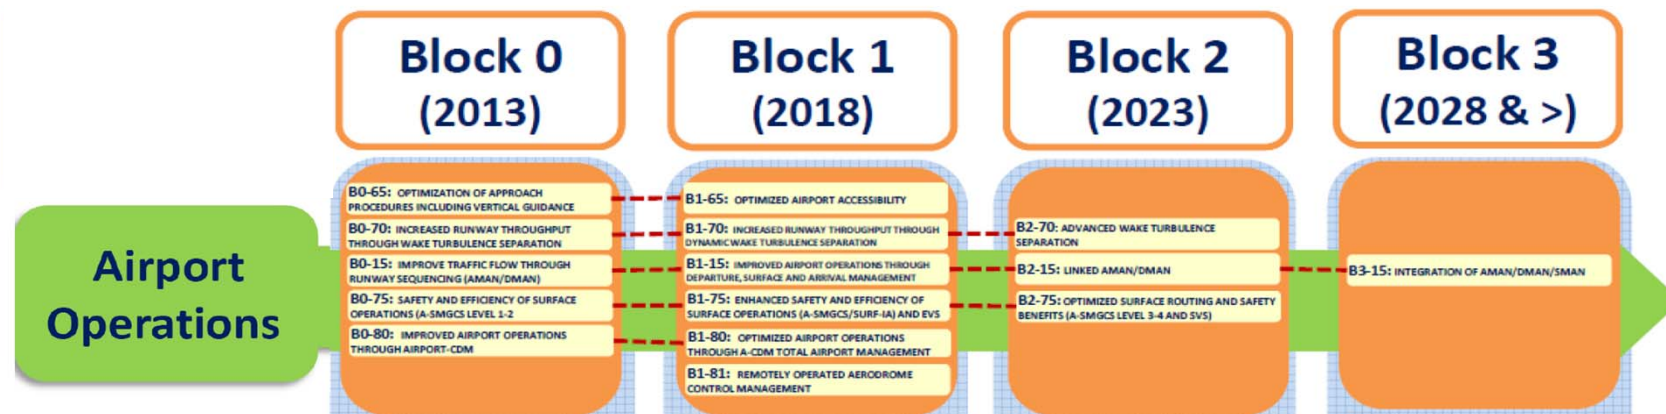 Block 0
(2013)
Block 1
(2018)
Block 2
(2023)
Block 3
(2028 & >)
Airport
Operations
B0-65: OPTIMIZATION OF APPROACH
PROCEDURES INCLUDING VERTICAL GUIDANCE
B0-70: INCREASED RUNWAY THROUGHPUT
THROUGH WAKE TURBULENCE SEPARATION
B0-15: IMPROVE TRAFFIC FLOW THROUGH
RUNWAY SEQUENCING (AMAN/DMAN)
B0-75: SAFETY AND EFFICIENCY OF SURFACE
OPERATIONS (A-SMGCS LEVEL 1-2
B0-80: IMPROVED AIRPORT OPERATIONS
THROUGH AIRPORT-CDM
B1-65: OPTIMIZED AIRPORT ACCESSIBILITY
B1-70: INCREASED RUNWAY THROUGHPUT THROUGH
DYNAMIC WAKE TURBULENCE SEPARATION
B1-15: IMPROVED AIRPORT OPERATIONS THROUGH
DEPARTURE, SURFACE AND ARRIVAL MANAGEMENT
B1-75: ENHANCED SAFETY AND EFFICIENCY OF
SURFACE OPERATIONS (A-SMGCS/SURF-IA) AND EVS
B1-80: OPTIMIZED AIRPORT OPERATIONS
THROUGH A-CDM TOTAL AIRPORT MANAGEMENT
B1-81: REMOTELY OPERATED AERODROME
CONTROL MANAGEMENT
B2-70: ADVANCED WAKE TURBULENCE
SEPARATION
B2-15: LINKED AMAN/DMAN
B2-75: OPTIMIZED SURFACE ROUTING AND SAFETY
BENEFITS (A-SMGCS LEVEL 3-4 AND SVS)
B3-15: INTEGRATION OF AMAN/DMAN/SMAN